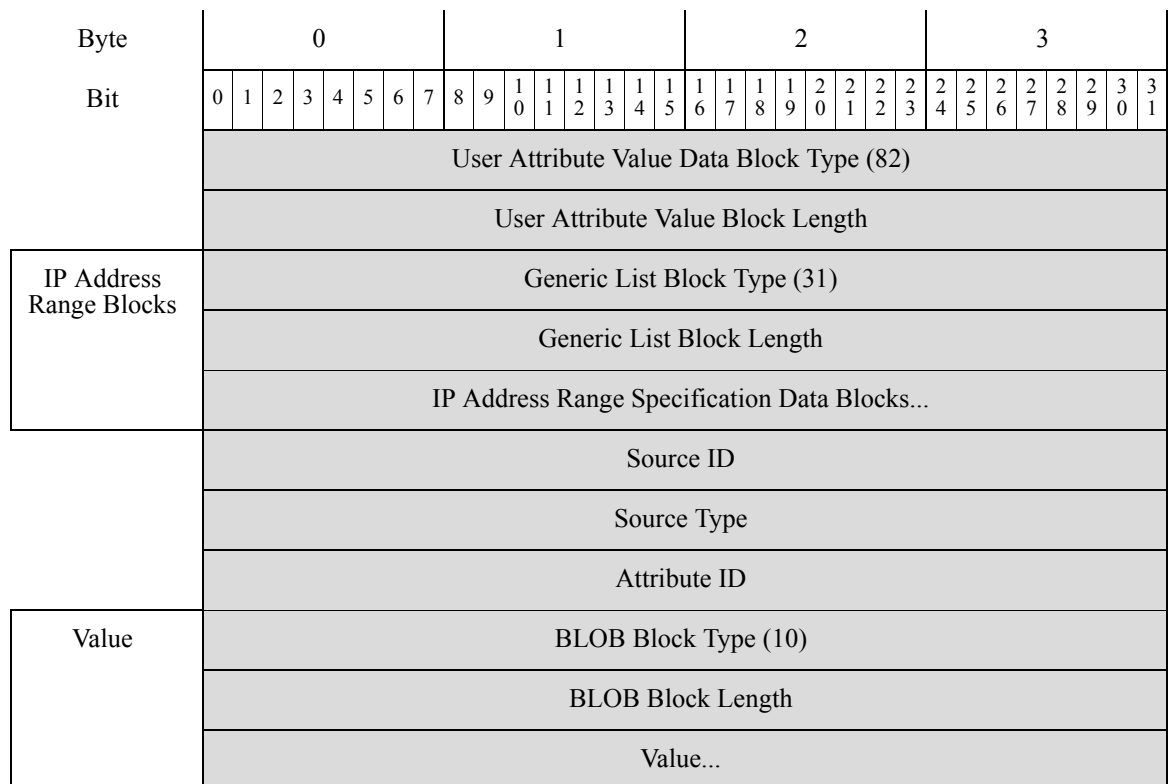 Byte 0 1 2 3
Bit 0 1 2 3 4 5 6 7 8 9 10 11 12 13 14 15 16 17 18 19 20 21 22 23 24 25 26 27 28 29 30 31
User Attribute Value Data Block Type (82)
User Attribute Value Block Length
IP Address
Range Blocks
Generic List Block Type (31)
Generic List Block Length
IP Address Range Specification Data Blocks...
Source ID
Source Type
Attribute ID
Value
BLOB Block Type (10)
BLOB Block Length
Value...